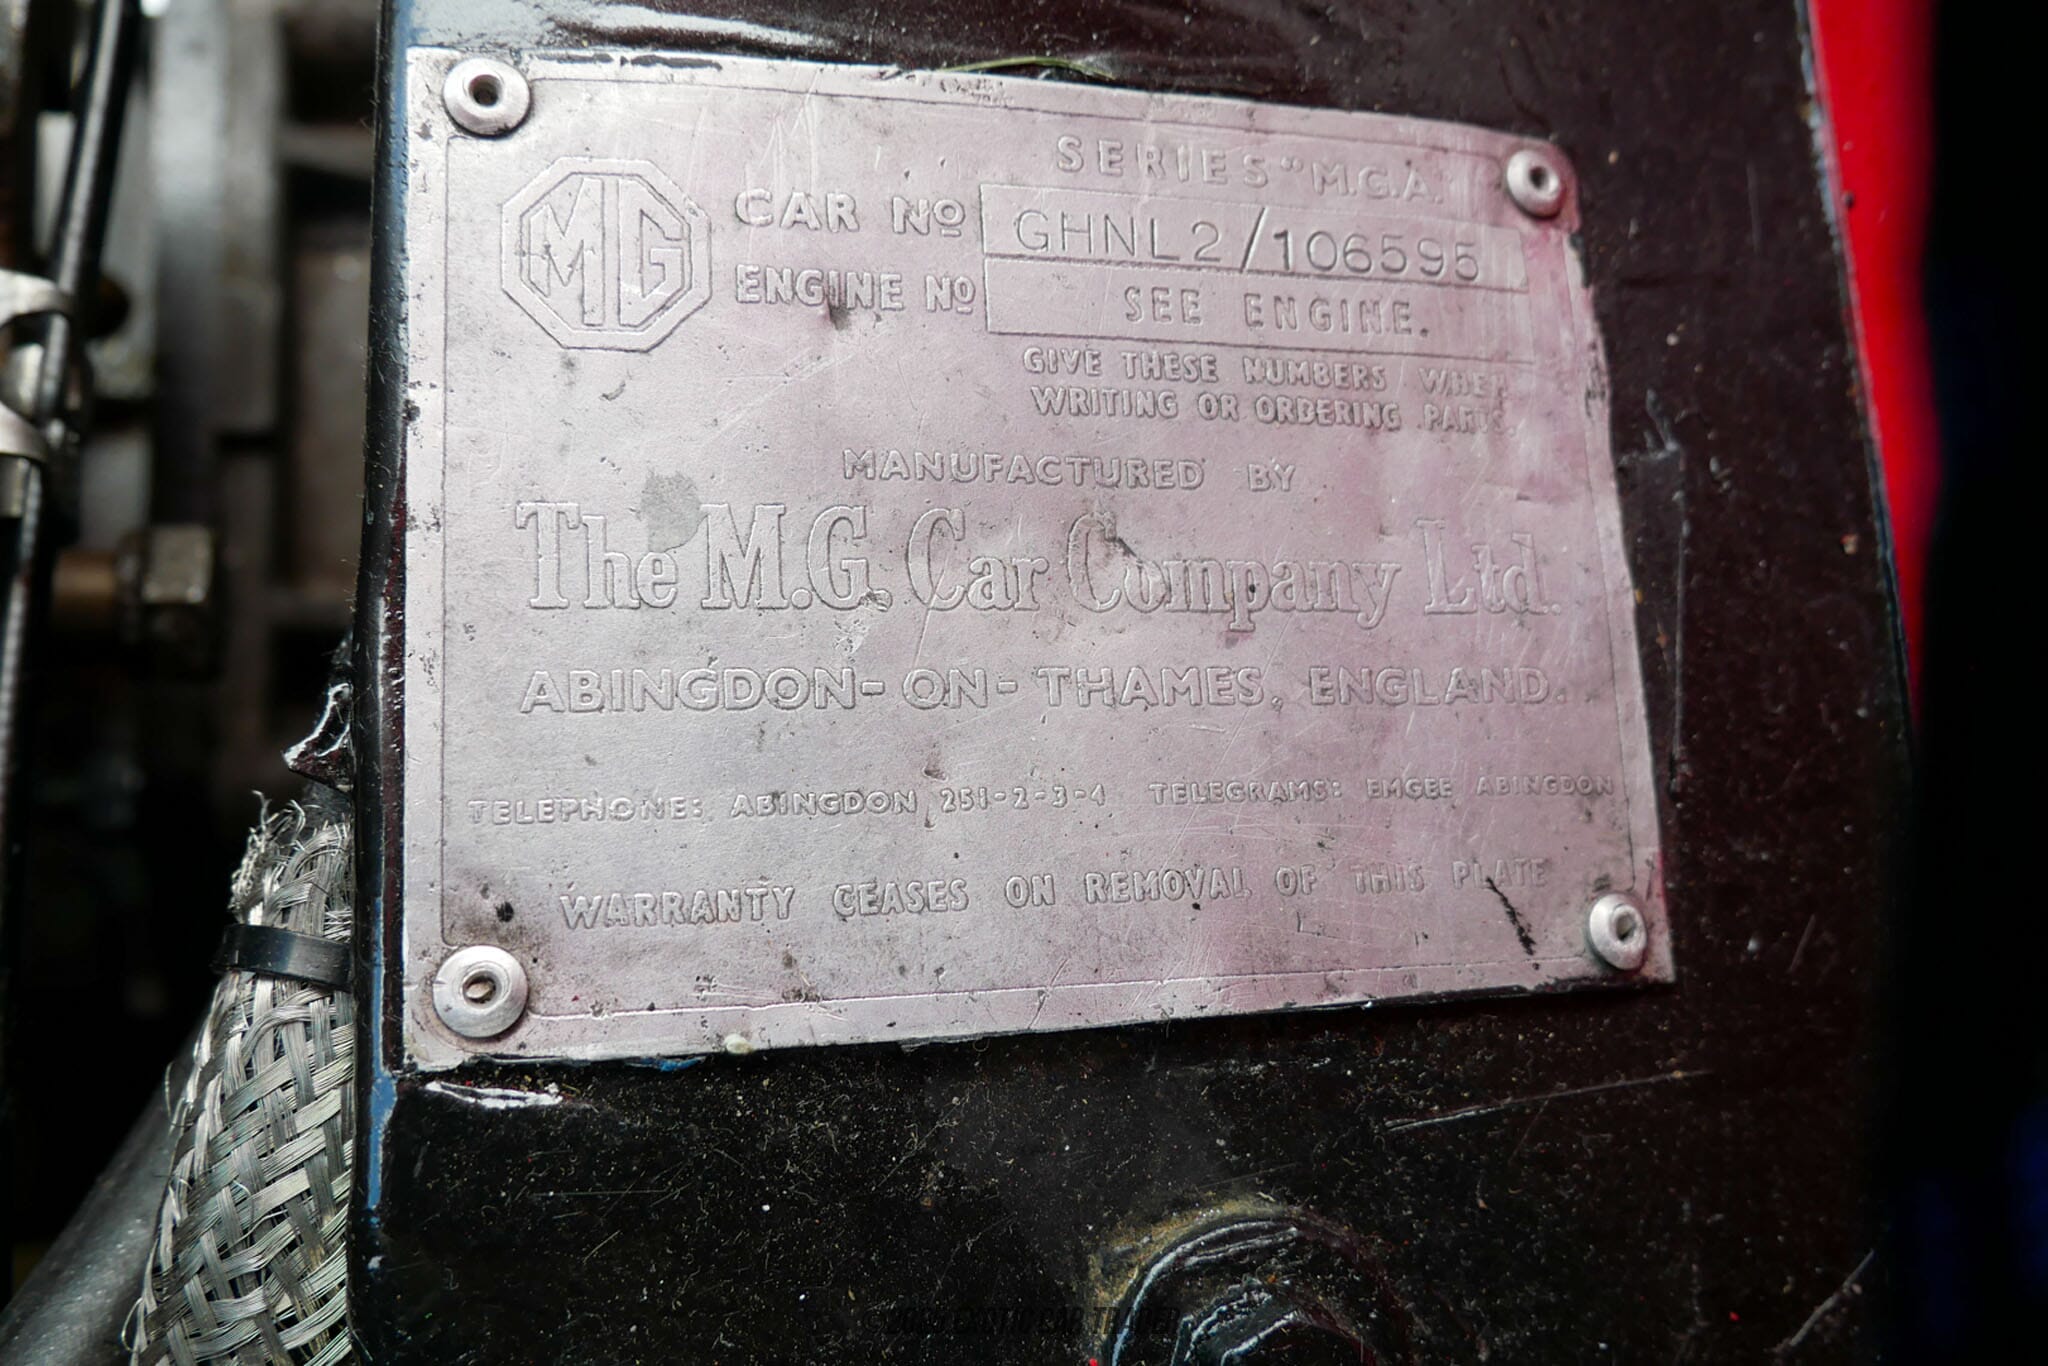 SERIES "M.G.A.
MG
CAR Nº GHNL2/106595
ENGINE Nº SEE ENGINE.
GIVE THESE NUMBERS WHEN
WRITING OR ORDERING PARTS.
MANUFACTURED BY
The M.G. Car Company Ltd.
ABINGDON-ON-THAMES, ENGLAND.
TELEPHONE: ABINGDON 251-2-3-4 TELEGRAMS: EMGEE ABINGDON
WARRANTY CEASES ON REMOVAL OF THIS PLATE